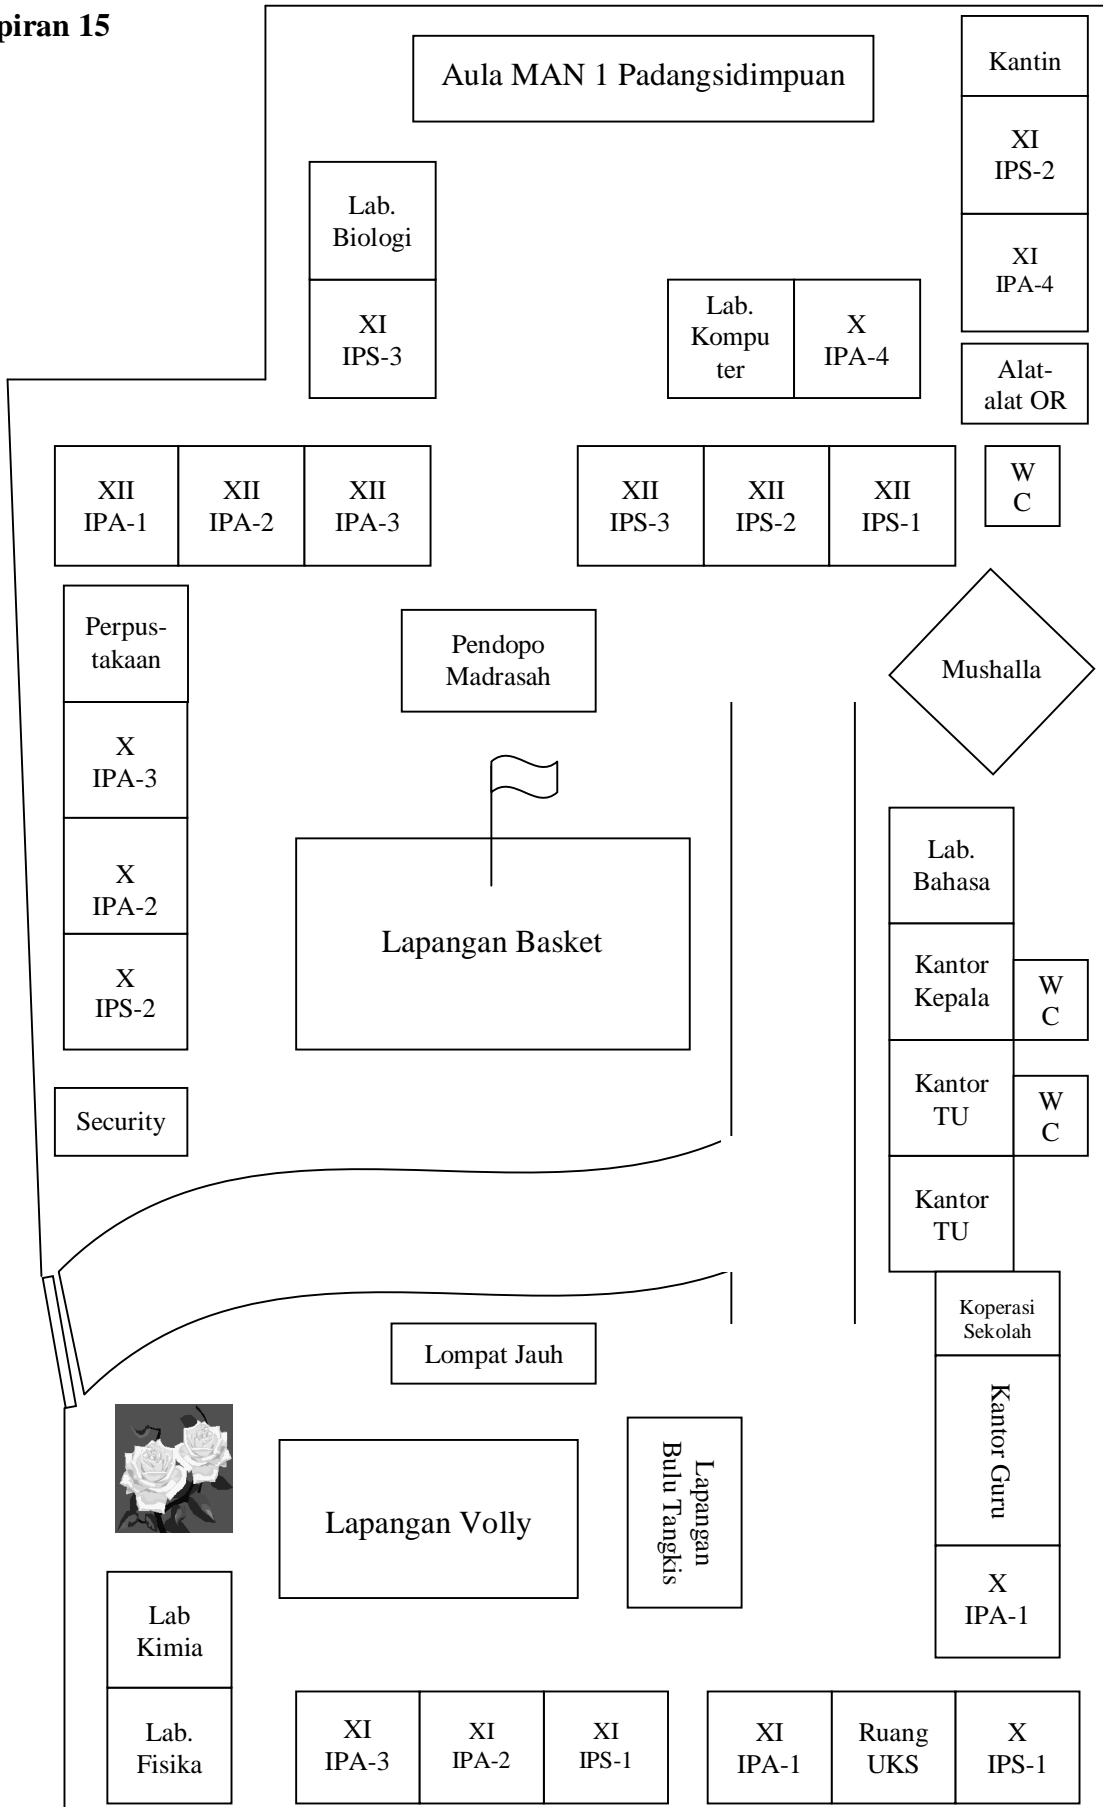 piran 15
Aula MAN 1 Padangsidimpuan
Kantin
XI
IPS-2
XI
IPA-4
Lab.
Biologi
XI
IPS-3
Lab.
Kompu
ter
X
IPA-4
Alat-
alat OR
XII
IPA-1
XII
IPA-2
XII
IPA-3
XII
IPS-3
XII
IPS-2
XII
IPS-1
W
C
Perpus-
takaan
Pendopo
Madrasah
Mushalla
X
IPA-3
X
IPA-2
X
IPS-2
Lapangan Basket
Lab.
Bahasa
Kantor
Kepala
W
C
Kantor
TU
W
C
Kantor
TU
Security
Koperasi
Sekolah
Lompat Jauh
Kantor Guru
Lapangan Volly
Lapangan
Bulu Tangkis
X
IPA-1
Lab
Kimia
Lab.
Fisika
XI
IPA-3
XI
IPA-2
XI
IPS-1
XI
IPA-1
Ruang
UKS
X
IPS-1